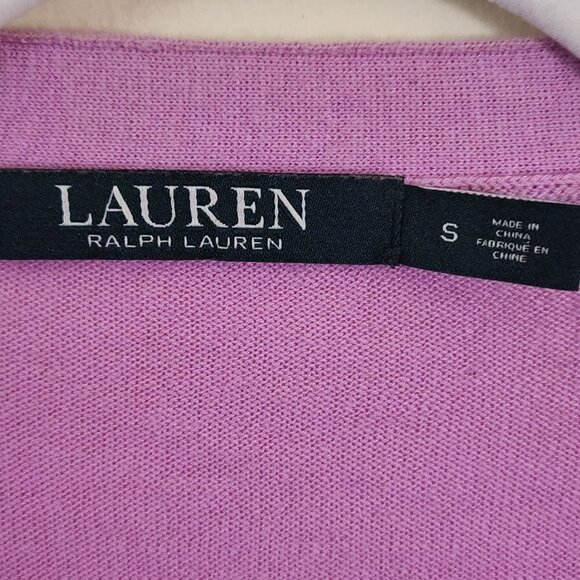 LAUREN
RALPH LAUREN
S
MADE IN
CHINA
FABRIQUÉ EN
CHINE